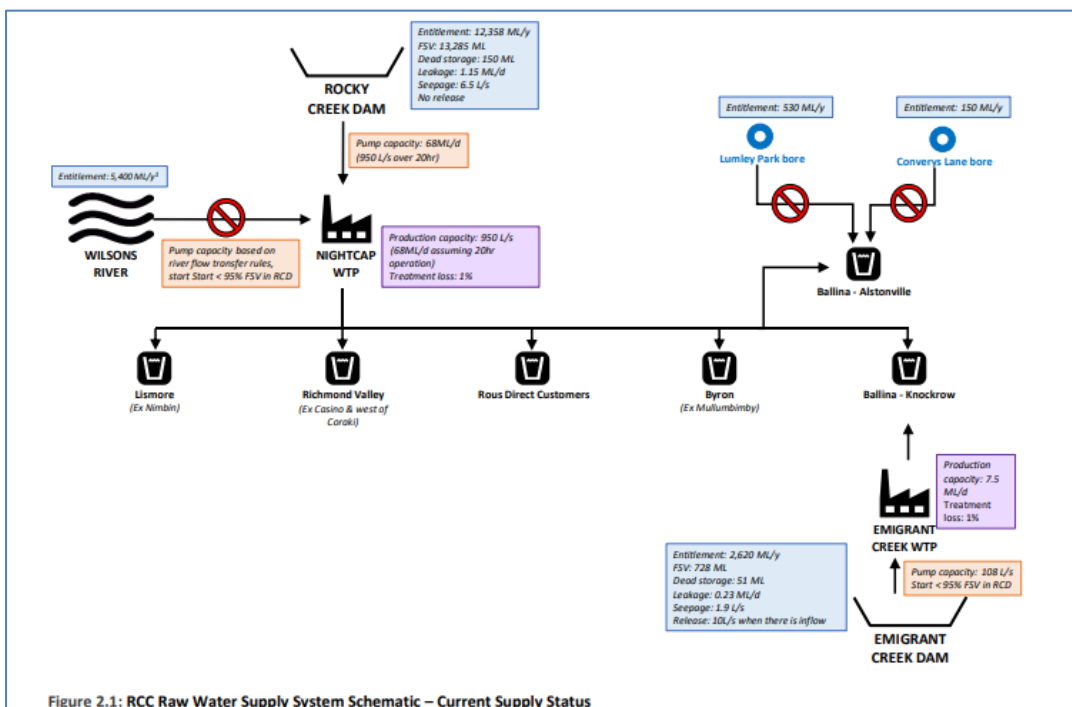 Entitlement: 12,358 ML/y
FSV: 13,285 ML
Dead storage: 150 ML
Leakage: 1.15 ML/d
Seepage: 6.5 L/s
No release
ROCKY
CREEK DAM
Entitlement: 530 ML/y
Entitlement: 150 ML/y
Pump capacity: 68ML/d
(950 L/s over 20hr)
Lumley Park bore
Converys Lane bore
Entitlement: 5,400 ML/y³
WILSONS
RIVER
Pump capacity based on
river flow transfer rules,
start Start < 95% FSV in RCD
NIGHTCAP
WTP
Production capacity: 950 L/s
(68ML/d assuming 20hr
operation)
Treatment loss: 1%
Ballina - Alstonville
Lismore
(Ex Nimbin)
Richmond Valley
(Ex Casino & west of
Coraki)
Rous Direct Customers
Byron
(Ex Mullumbimby)
Ballina - Knockrow
Production
capacity: 7.5
ML/d
Treatment
loss: 1%
EMIGRANT
CREEK WTP
Entitlement: 2,620 ML/y
FSV: 728 ML
Dead storage: 51 ML
Leakage: 0.23 ML/d
Seepage: 1.9 L/s
Release: 10L/s when there is inflow
Pump capacity: 108 L/s
Start < 95% FSV in RCD
EMIGRANT
CREEK DAM
Figure 2.1: RCC Raw Water Supply System Schematic – Current Supply Status